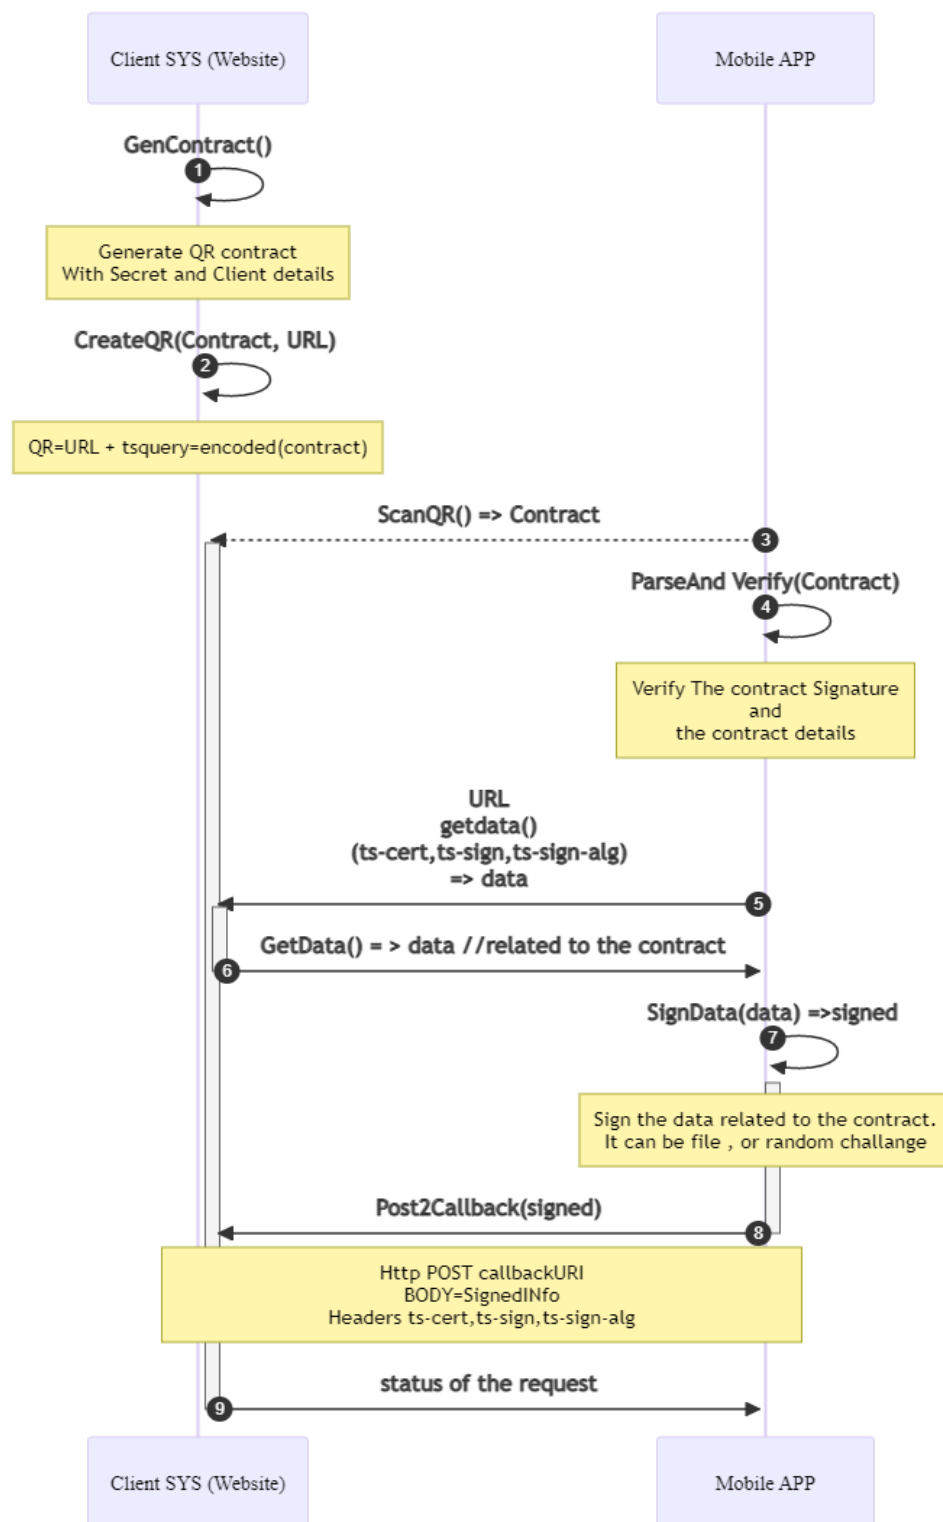 Client SYS (Website)
Mobile APP
GenContract()
1
Generate QR contract
With Secret and Client details
CreateQR(Contract, URL)
2
QR=URL + tsquery=encoded(contract)
ScanQR() => Contract
3
ParseAnd Verify(Contract)
4
Verify The contract Signature
and
the contract details
URL
getdata()
(ts-cert,ts-sign,ts-sign-alg)
=> data
5
GetData() = > data //related to the contract
6
SignData(data) =>signed
7
Sign the data related to the contract.
It can be file , or random challange
Post2Callback(signed)
8
Http POST callbackURI
BODY=SignedINfo
Headers ts-cert,ts-sign,ts-sign-alg
status of the request
9
Client SYS (Website)
Mobile APP